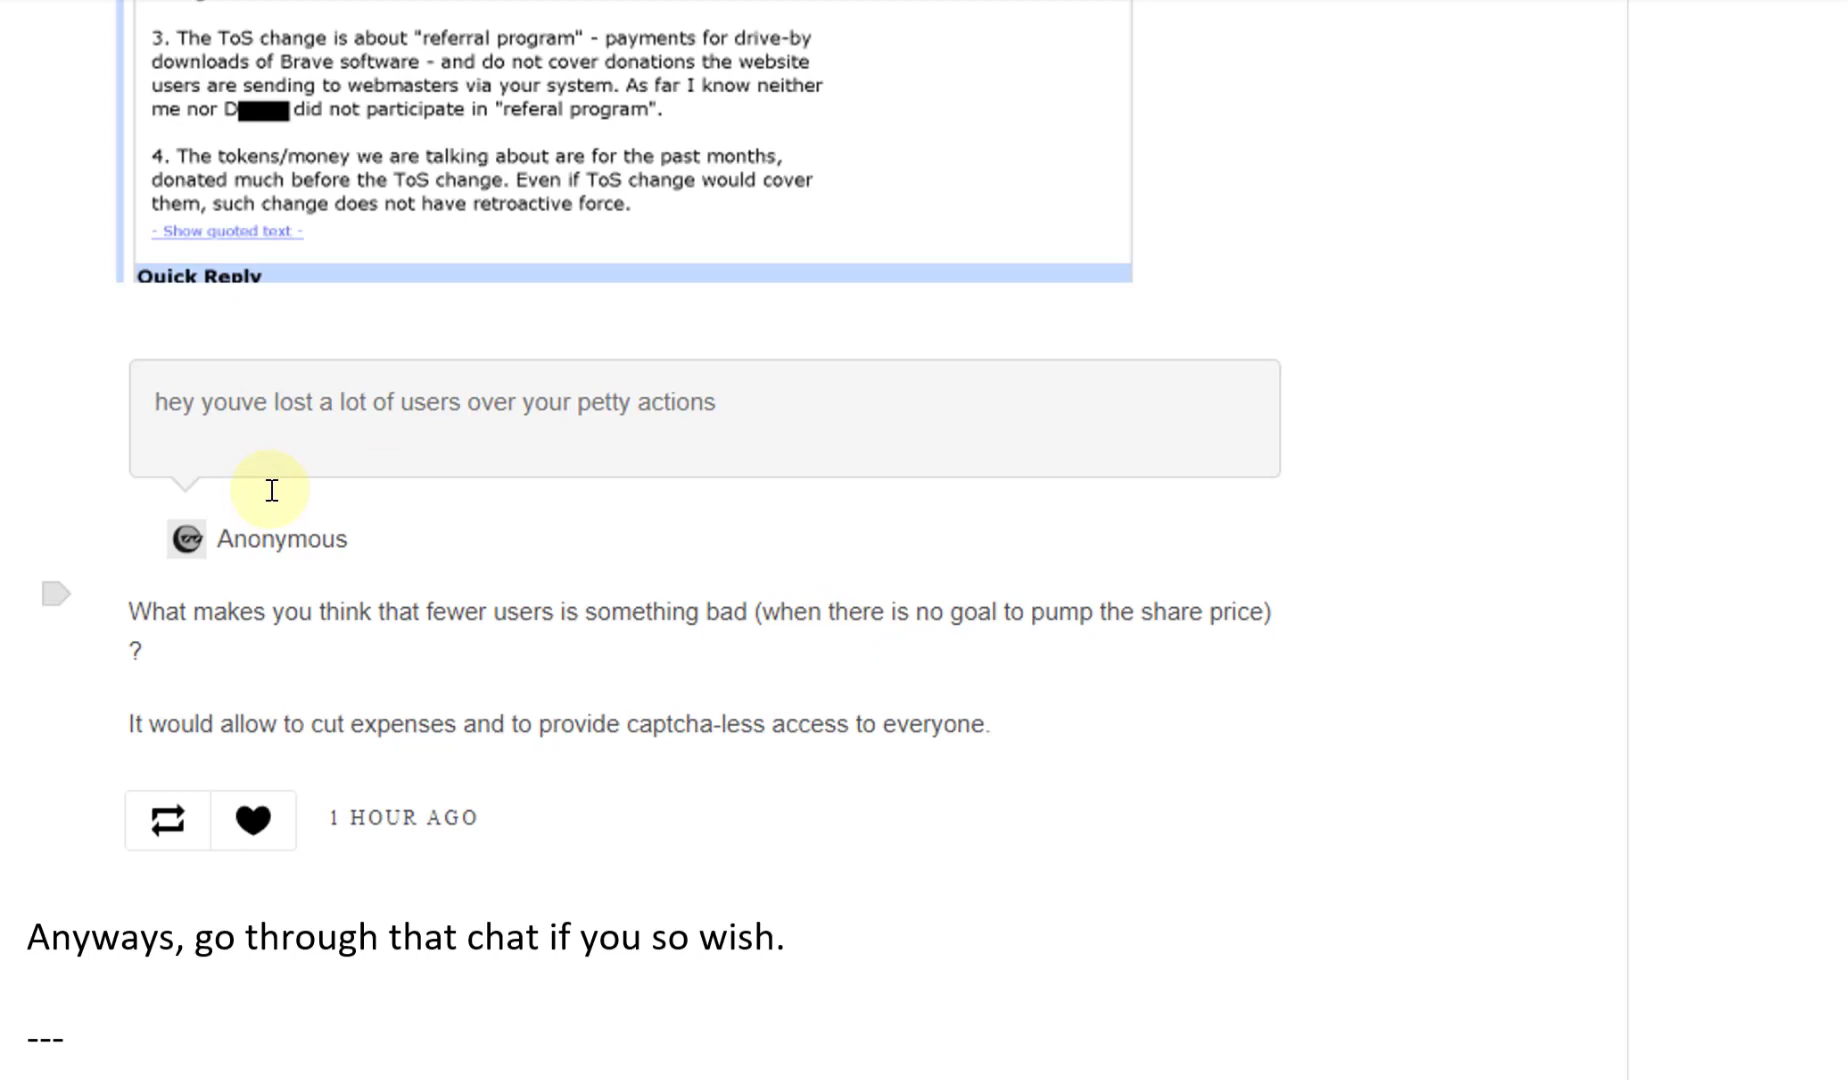 3. The ToS change is about "referral program" - payments for drive-by
downloads of Brave software - and do not cover donations the website
users are sending to webmasters via your system. As far I know neither
me nor D did not participate in "referal program".
4. The tokens/money we are talking about are for the past months,
donated much before the ToS change. Even if ToS change would cover
them, such change does not have retroactive force.
- Show quoted text -
Quick Reply
hey youve lost a lot of users over your petty actions
Anonymous
What makes you think that fewer users is something bad (when there is no goal to pump the share price)
?
It would allow to cut expenses and to provide captcha-less access to everyone.
1 HOUR AGO
Anyways, go through that chat if you so wish.
---